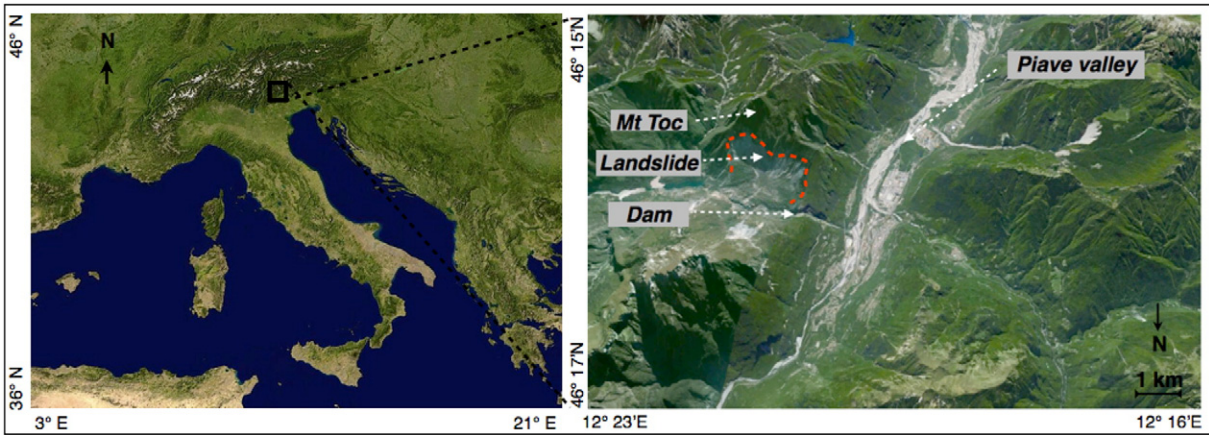 46° N
N
36° N
3° E
21° E
46° 15'N
Piave valley
Mt Toc
Landslide
Dam
N
1 km
46° 17'N
12° 23'E
12° 16'E